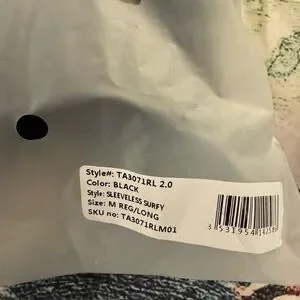 Style#: TA3071RL 2.0
Color: BLACK
Style: SLEEVELESS SURFY
Size: M REG/LONG
SKU no: TA3071RLM01